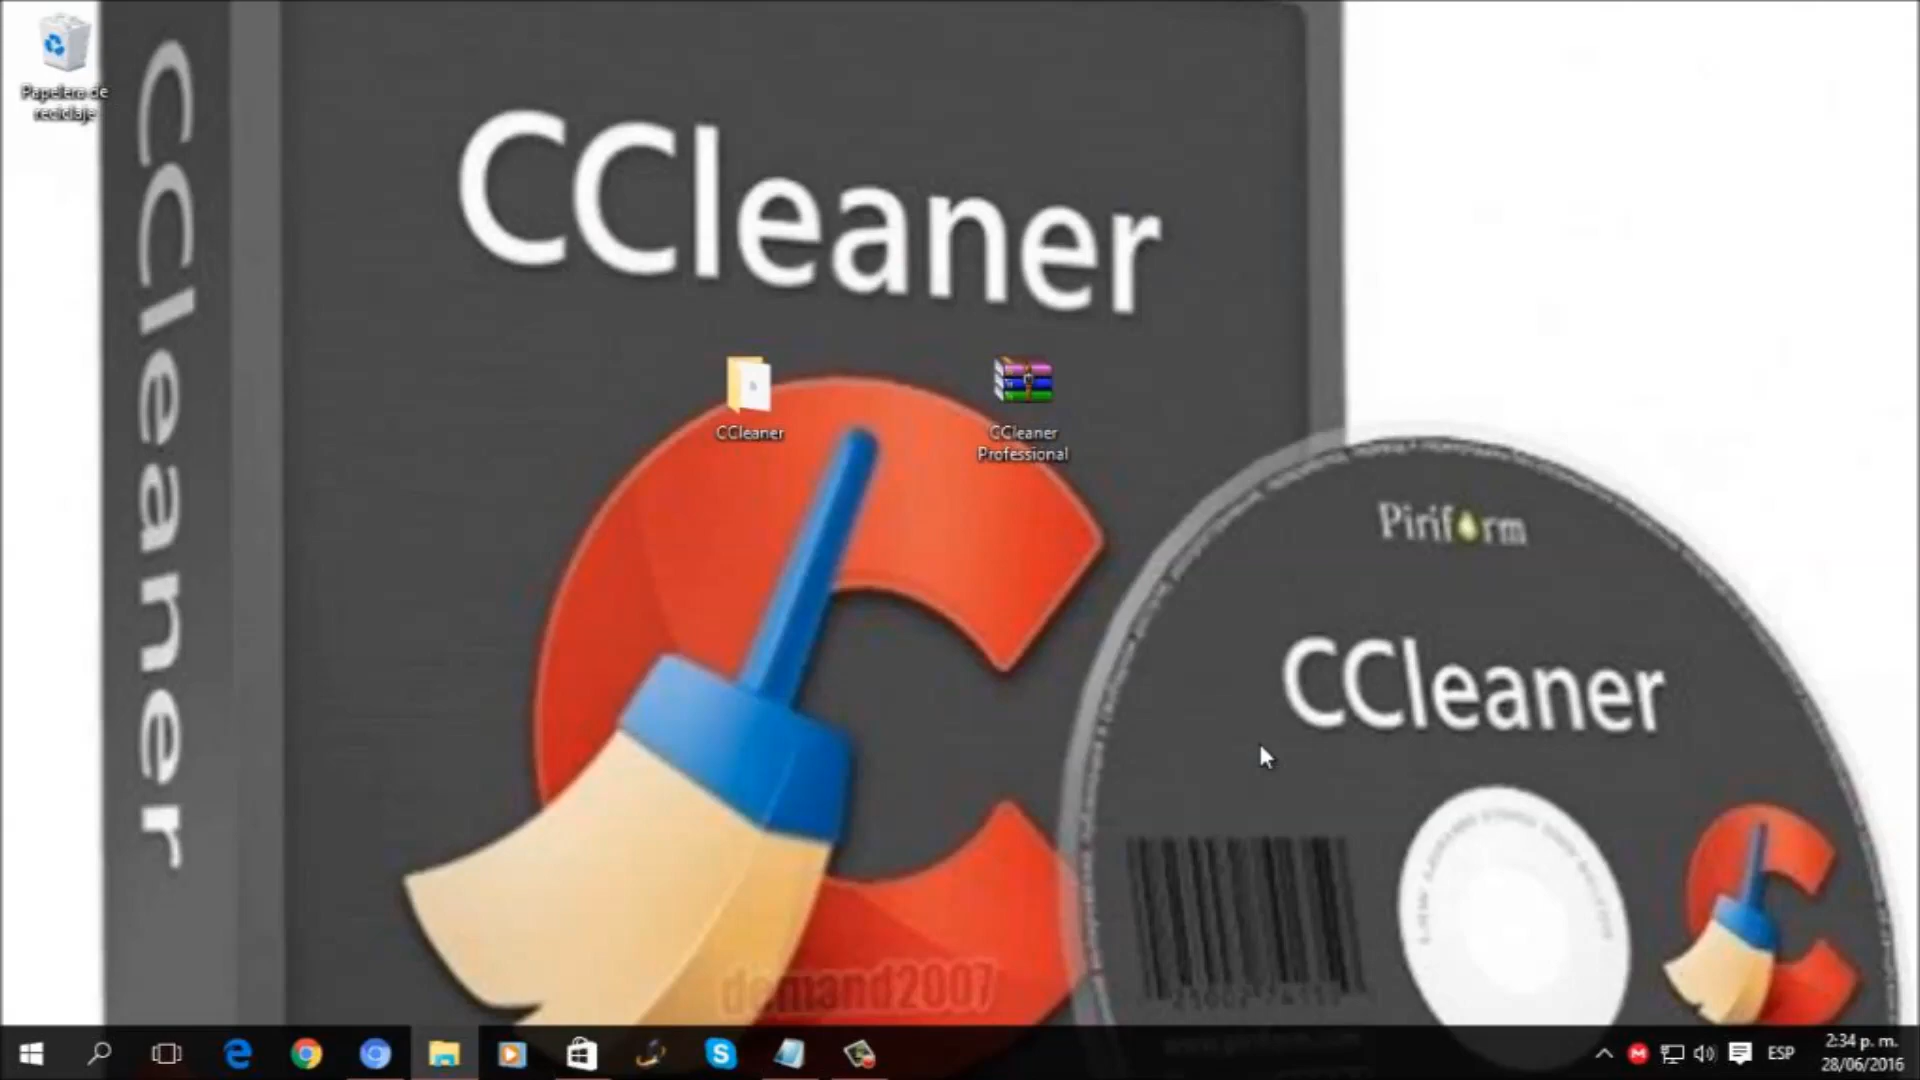 Papelera de
reciclaje
CCleaner
CCleaner
CCleaner
CCleaner
Professional
Piriform
CCleaner
demand2007
ESP
2:34 p. m.
28/06/2016